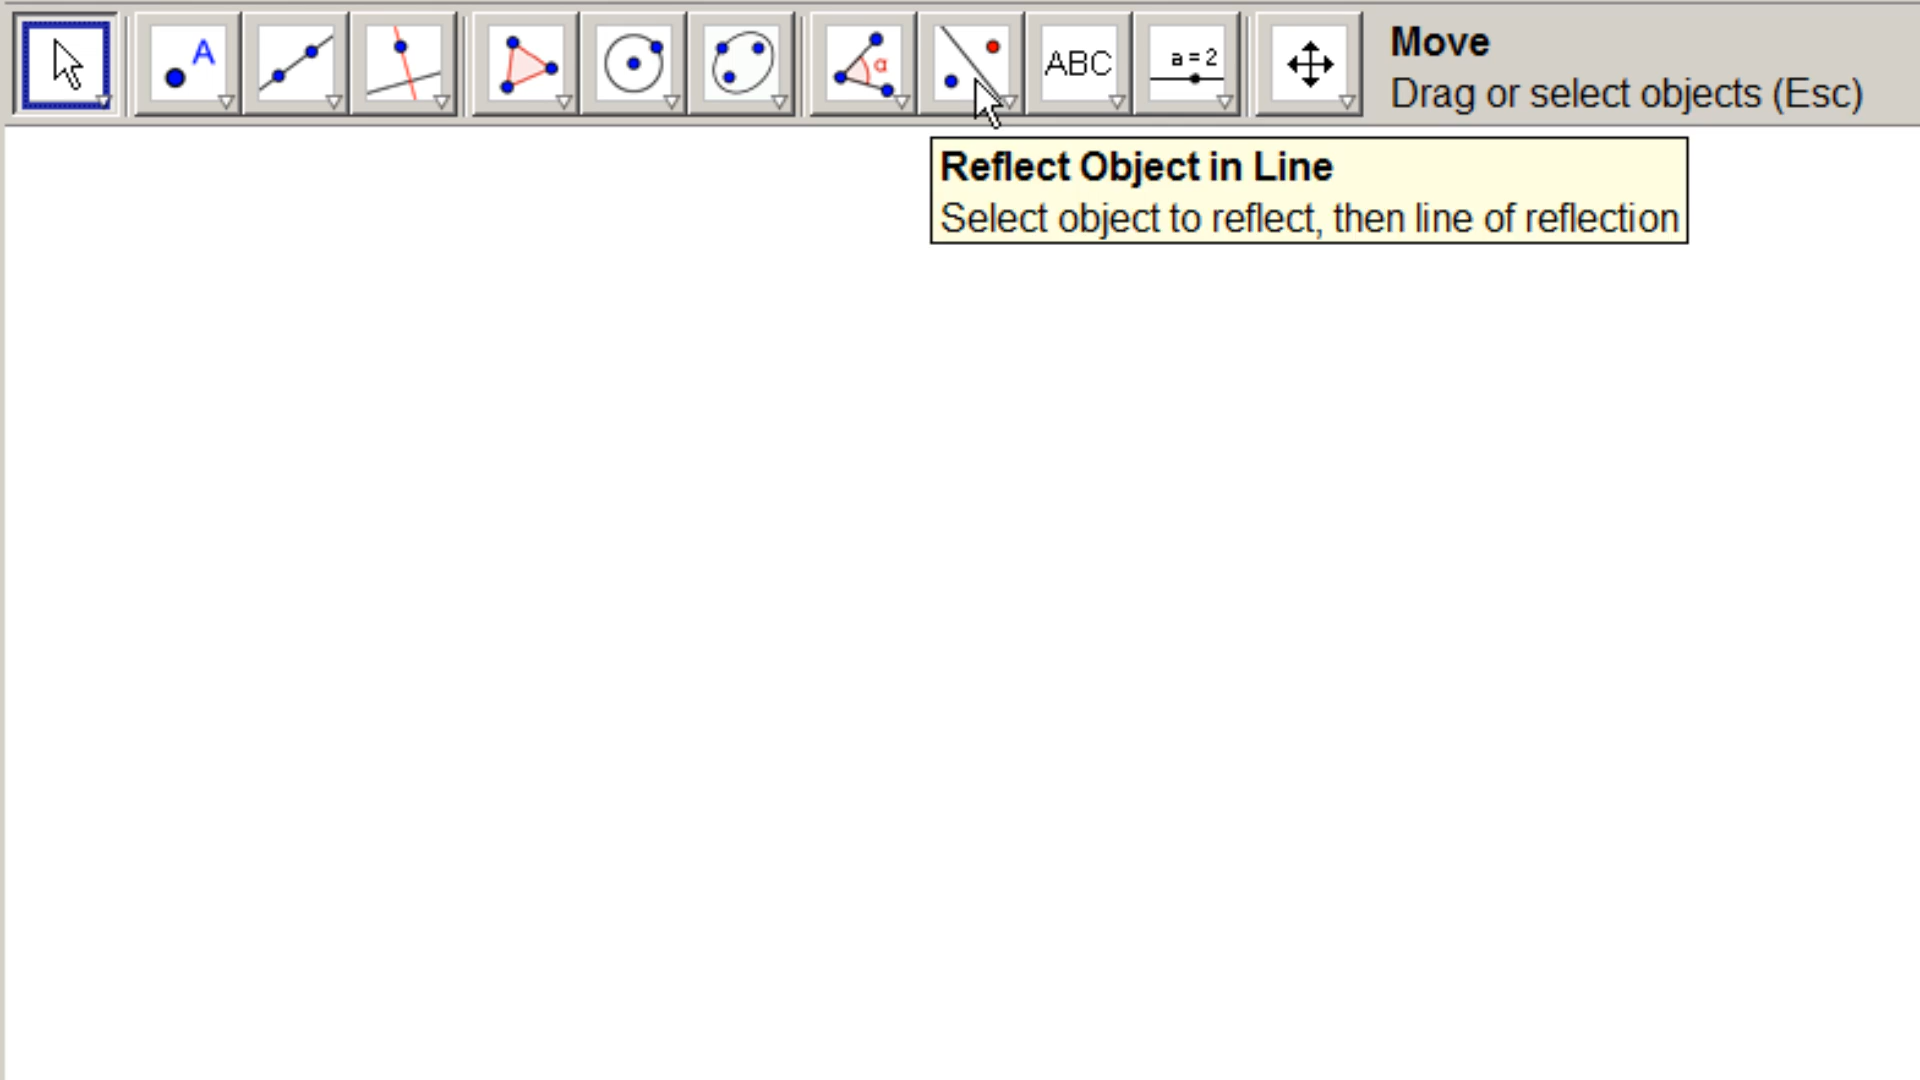 A
α
ABC
a = 2
Move
Drag or select objects (Esc)
Reflect Object in Line
Select object to reflect, then line of reflection